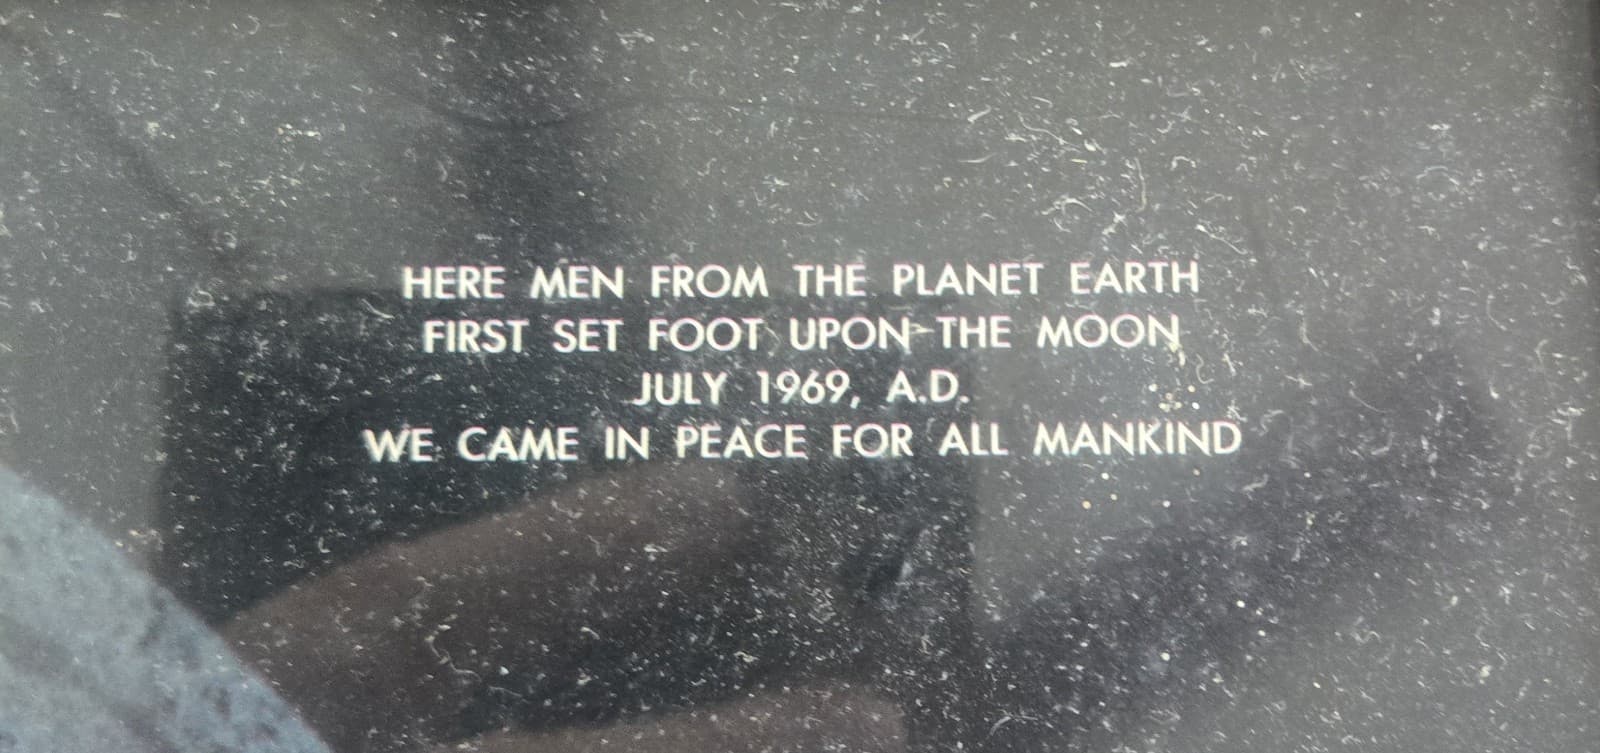 HERE MEN FROM THE PLANET EARTH
FIRST SET FOOT UPON THE MOON
JULY 1969, A.D.
WE CAME IN PEACE FOR ALL MANKIND